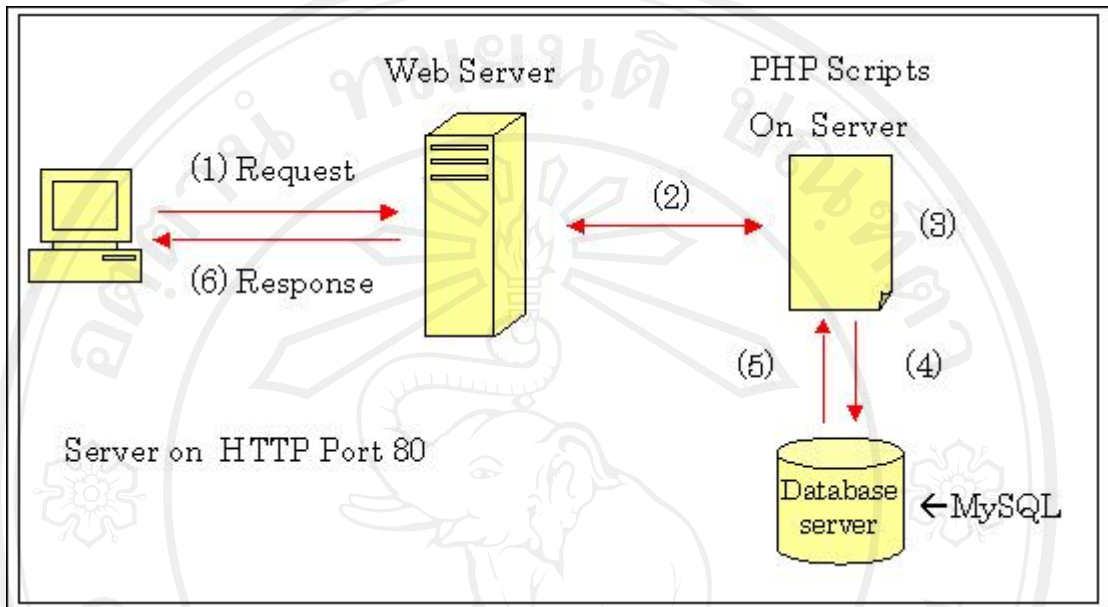 Web Server
PHP Scripts
On Server
(1) Request
(2)
(3)
(6) Response
(5)
(4)
Server on HTTP Port 80
Database
server
←MySQL